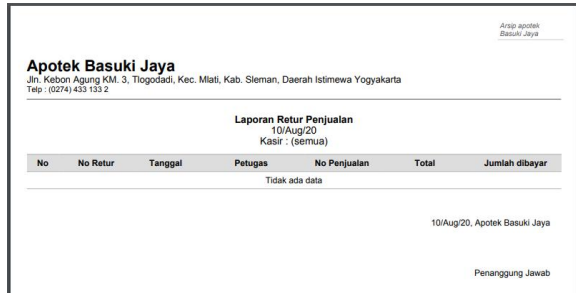 Arsip apotek
Basuki Jaya
Apotek Basuki Jaya
Jln. Kebon Agung KM. 3, Tlogodadi, Kec. Mlati, Kab. Sleman, Daerah Istimewa Yogyakarta
Telp : (0274) 433 133 2
Laporan Retur Penjualan
10/Aug/20
Kasir : (semua)
No No Retur Tanggal Petugas No Penjualan Total Jumlah dibayar
Tidak ada data
10/Aug/20, Apotek Basuki Jaya
Penanggung Jawab